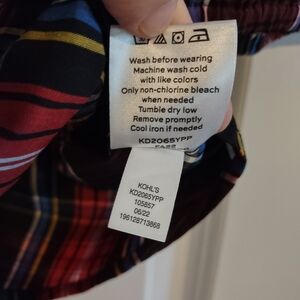 Wash before wearing
Machine wash cold
with like colors
Only non-chlorine bleach
when needed
Tumble dry low
Remove promptly
Cool iron if needed
KD2065YPP
KOHL'S
KD2065YPP
105857
06/22
196128713868